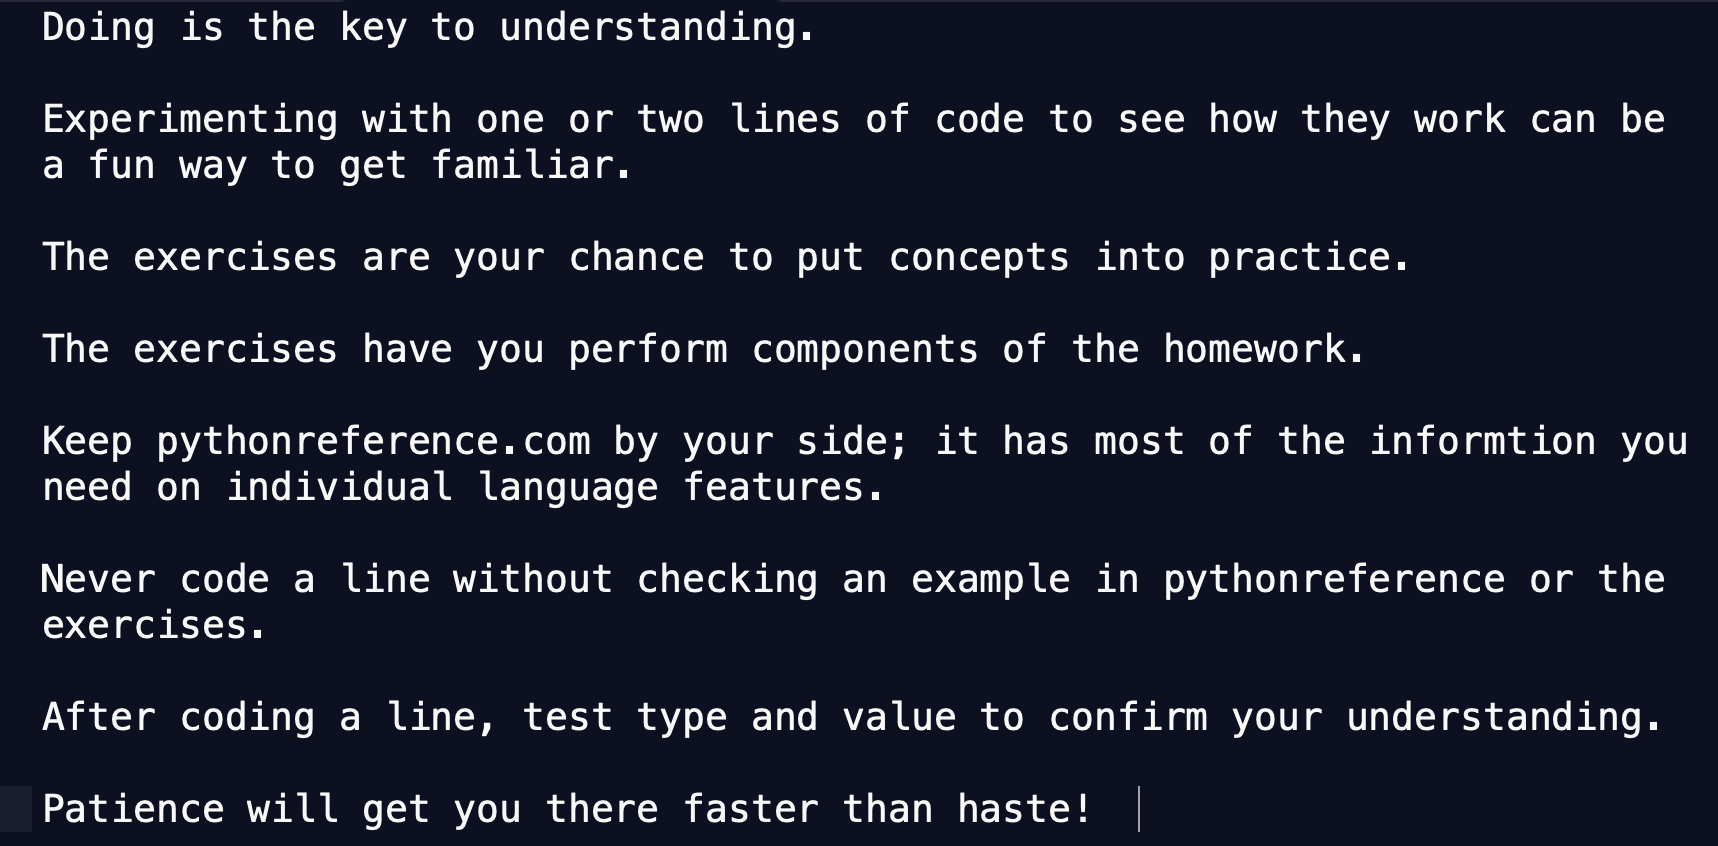 Doing is the key to understanding.
Experimenting with one or two lines of code to see how they work can be
a fun way to get familiar.
The exercises are your chance to put concepts into practice.
The exercises have you perform components of the homework.
Keep pythonreference.com by your side; it has most of the informtion you
need on individual language features.
Never code a line without checking an example in pythonreference or the
exercises.
After coding a line, test type and value to confirm your understanding.
Patience will get you there faster than haste!